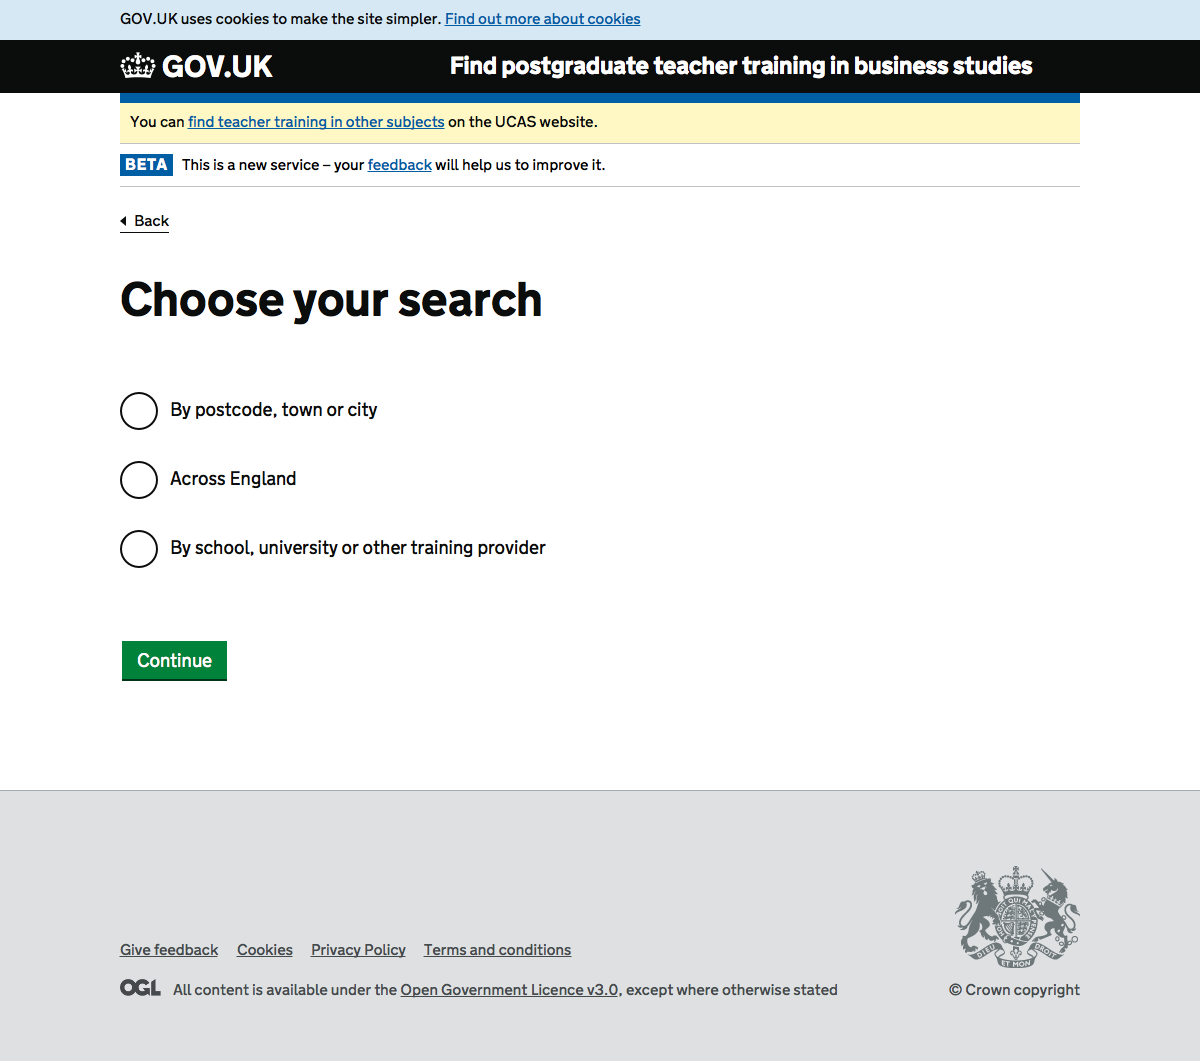 GOV.UK uses cookies to make the site simpler. Find out more about cookies
GOV.UK
Find postgraduate teacher training in business studies
You can find teacher training in other subjects on the UCAS website.
BETA This is a new service – your feedback will help us to improve it.
Back
Choose your search
By postcode, town or city
Across England
By school, university or other training provider
Continue
Give feedback Cookies Privacy Policy Terms and conditions
OGL All content is available under the Open Government Licence v3.0, except where otherwise stated
© Crown copyright
DIEU ET MON DROIT